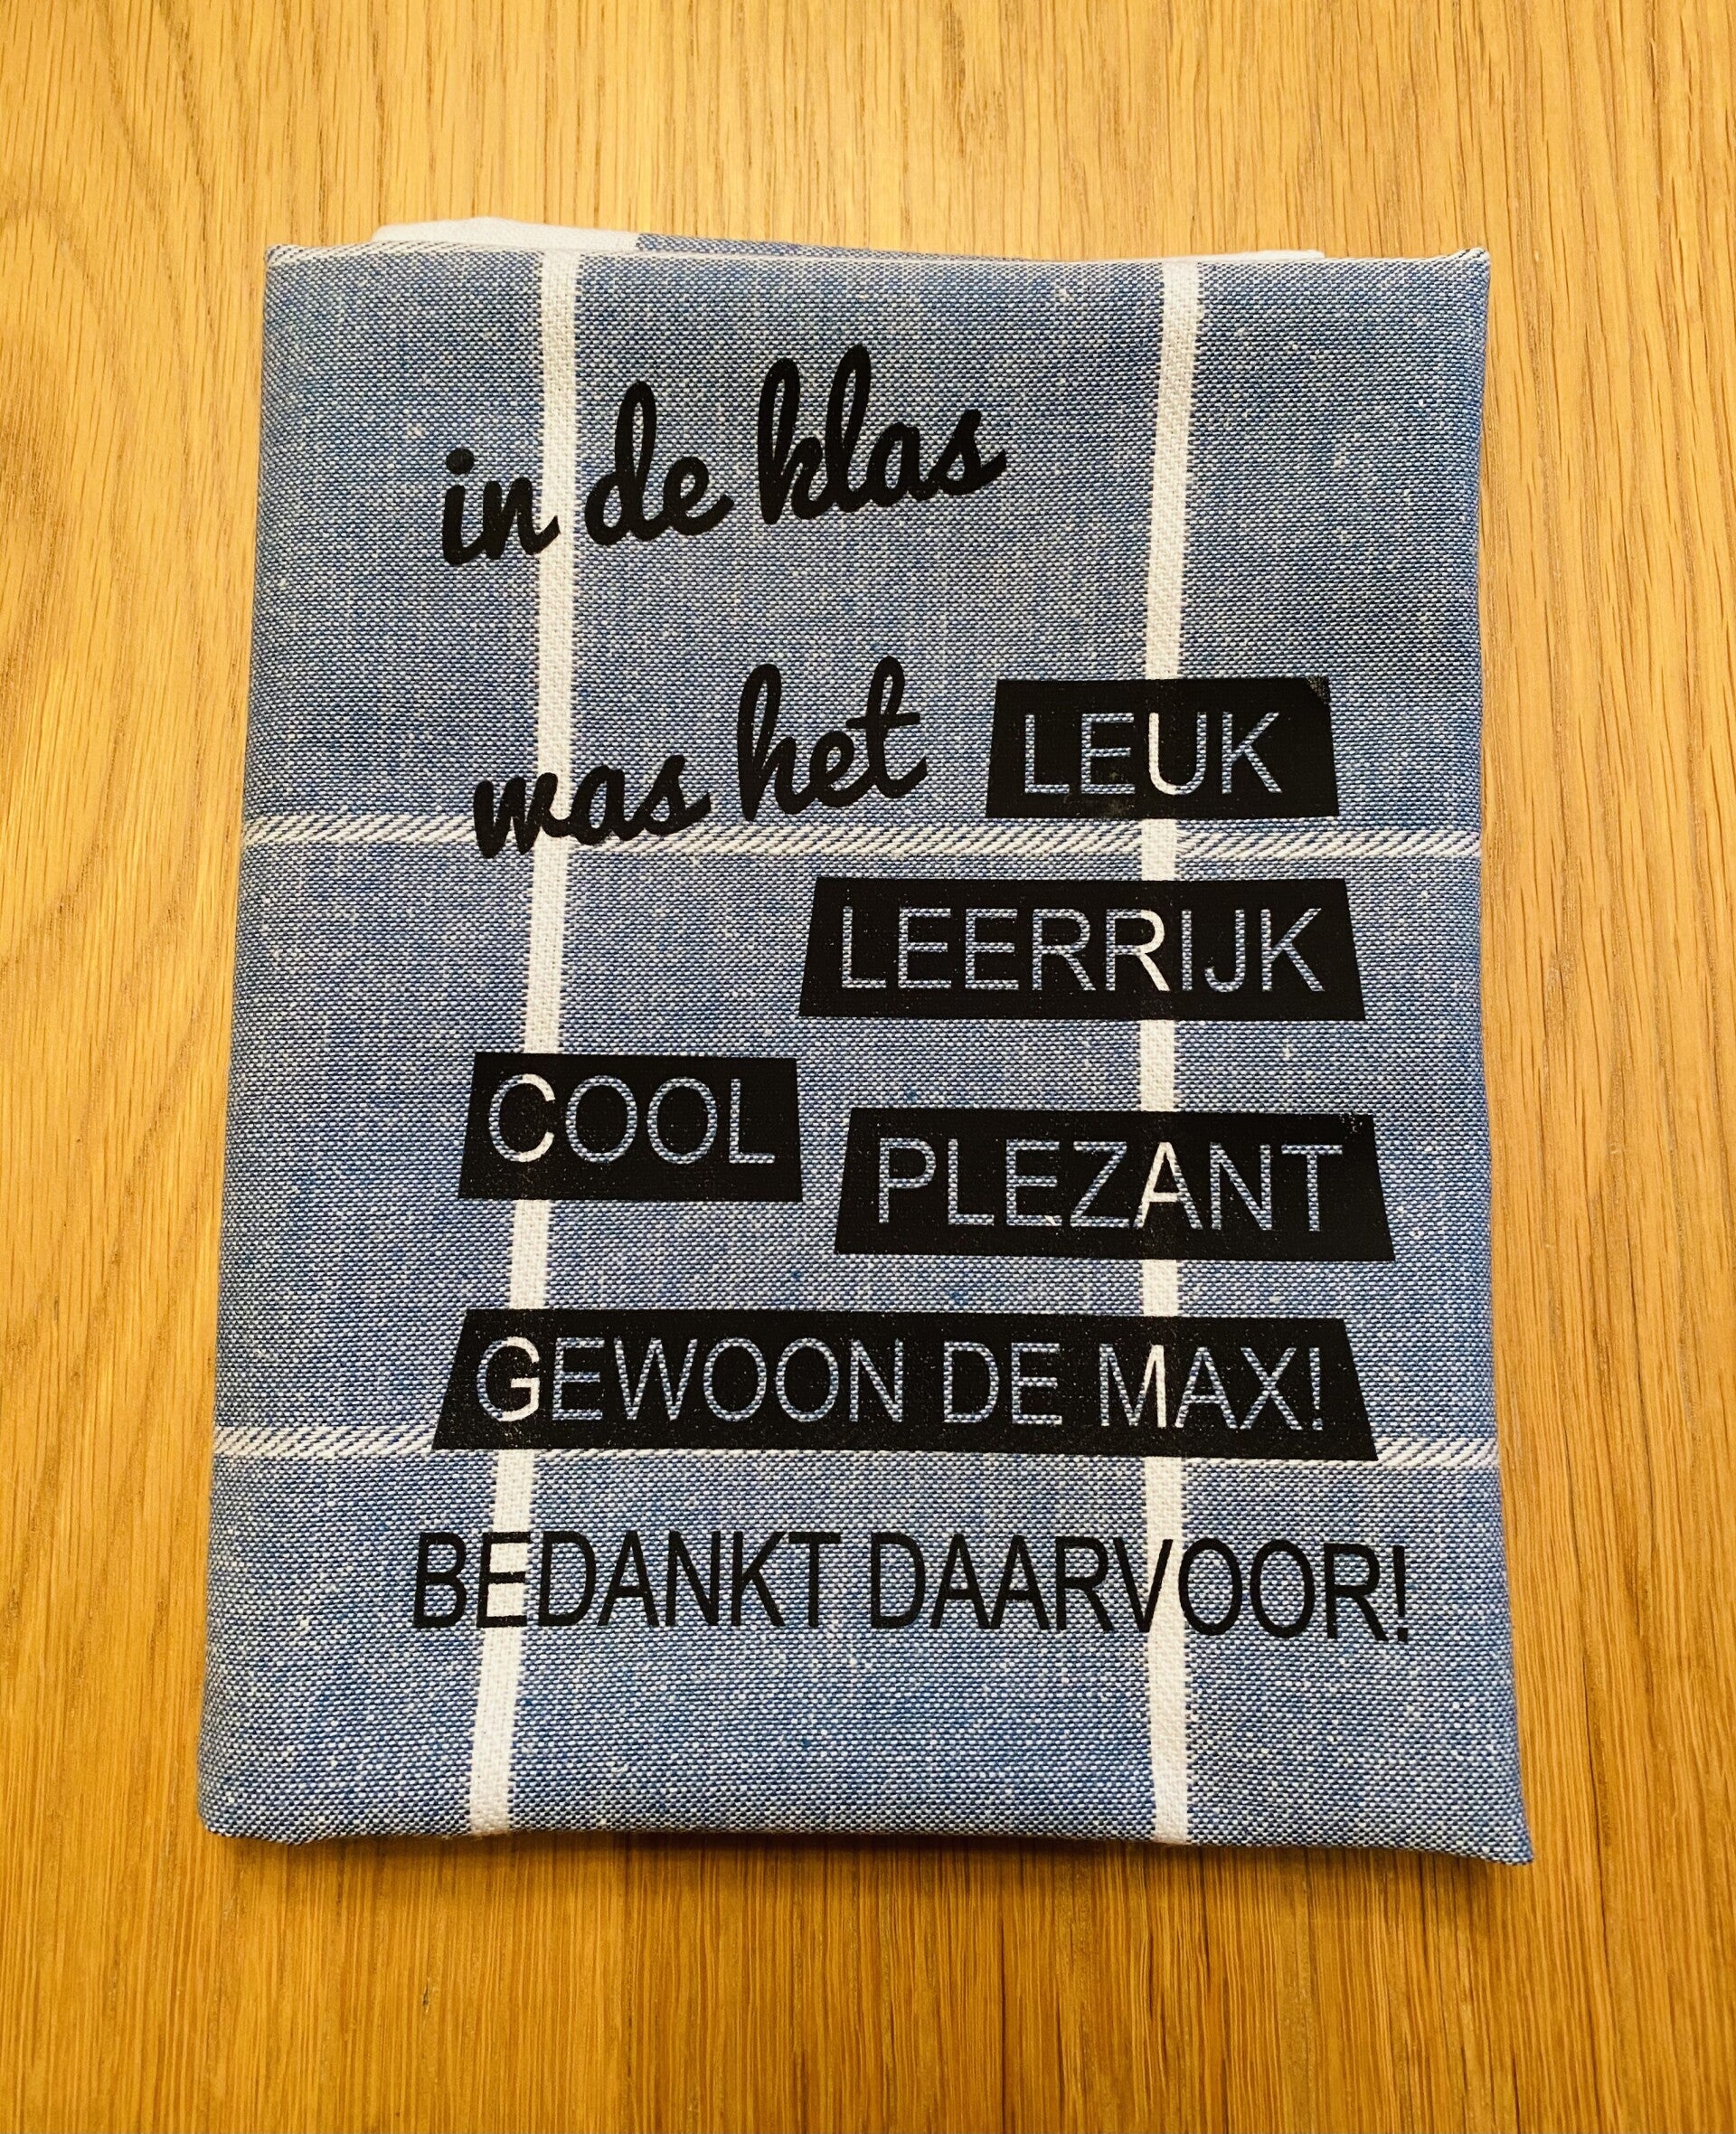 in de klas
was het LEUK
LEERRIJK
COOL
PLEZANT
GEWOON DE MAX!
BEDANKT DAARVOOR!